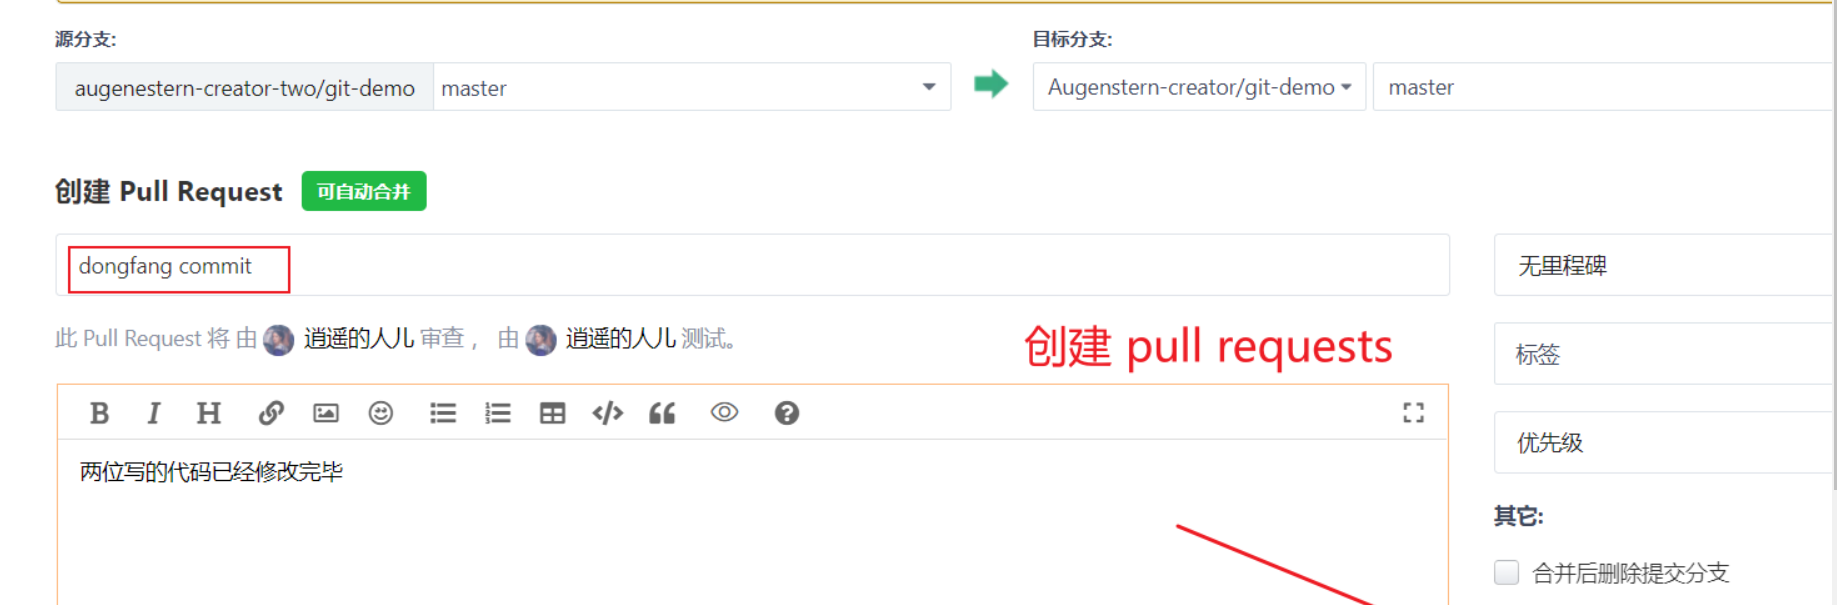 源分支:
目标分支:
augenestern-creator-two/git-demo master
Augenstern-creator/git-demo master
创建 Pull Request 可自动合并
dongfang commit
无里程碑
此 Pull Request 将 由 逍遥的人儿 审查， 由 逍遥的人儿 测试。
创建 pull requests
标签
B I H
优先级
两位写的代码已经修改完毕
其它:
合并后删除提交分支